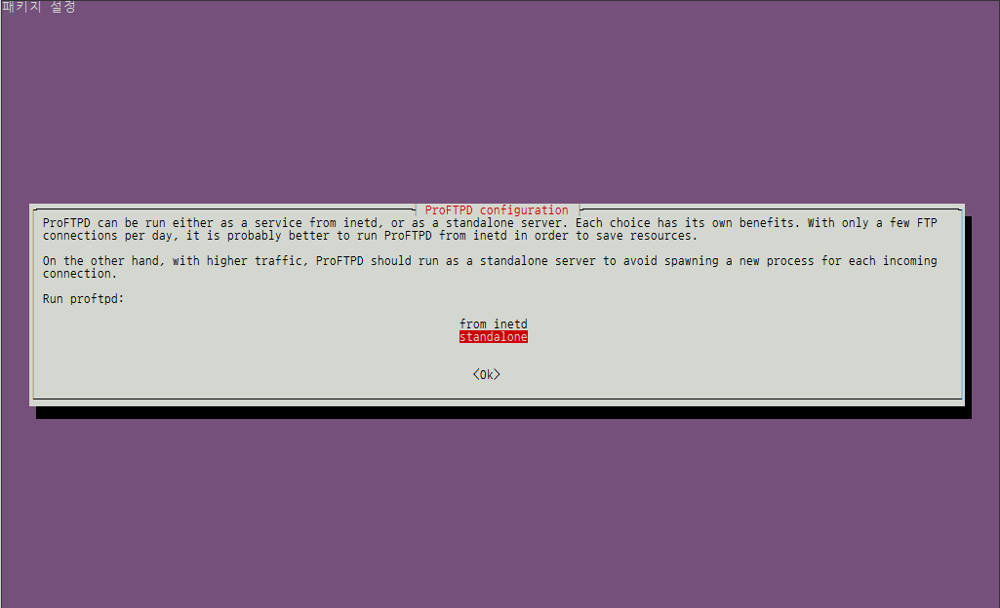 패키지 설정
ProFTPD configuration
ProFTPD can be run either as a service from inetd, or as a standalone server. Each choice has its own benefits. With only a few FTP
connections per day, it is probably better to run ProFTPD from inetd in order to save resources.
On the other hand, with higher traffic, ProFTPD should run as a standalone server to avoid spawning a new process for each incoming
connection.
Run proftpd:
from inetd
standalone
<Ok>